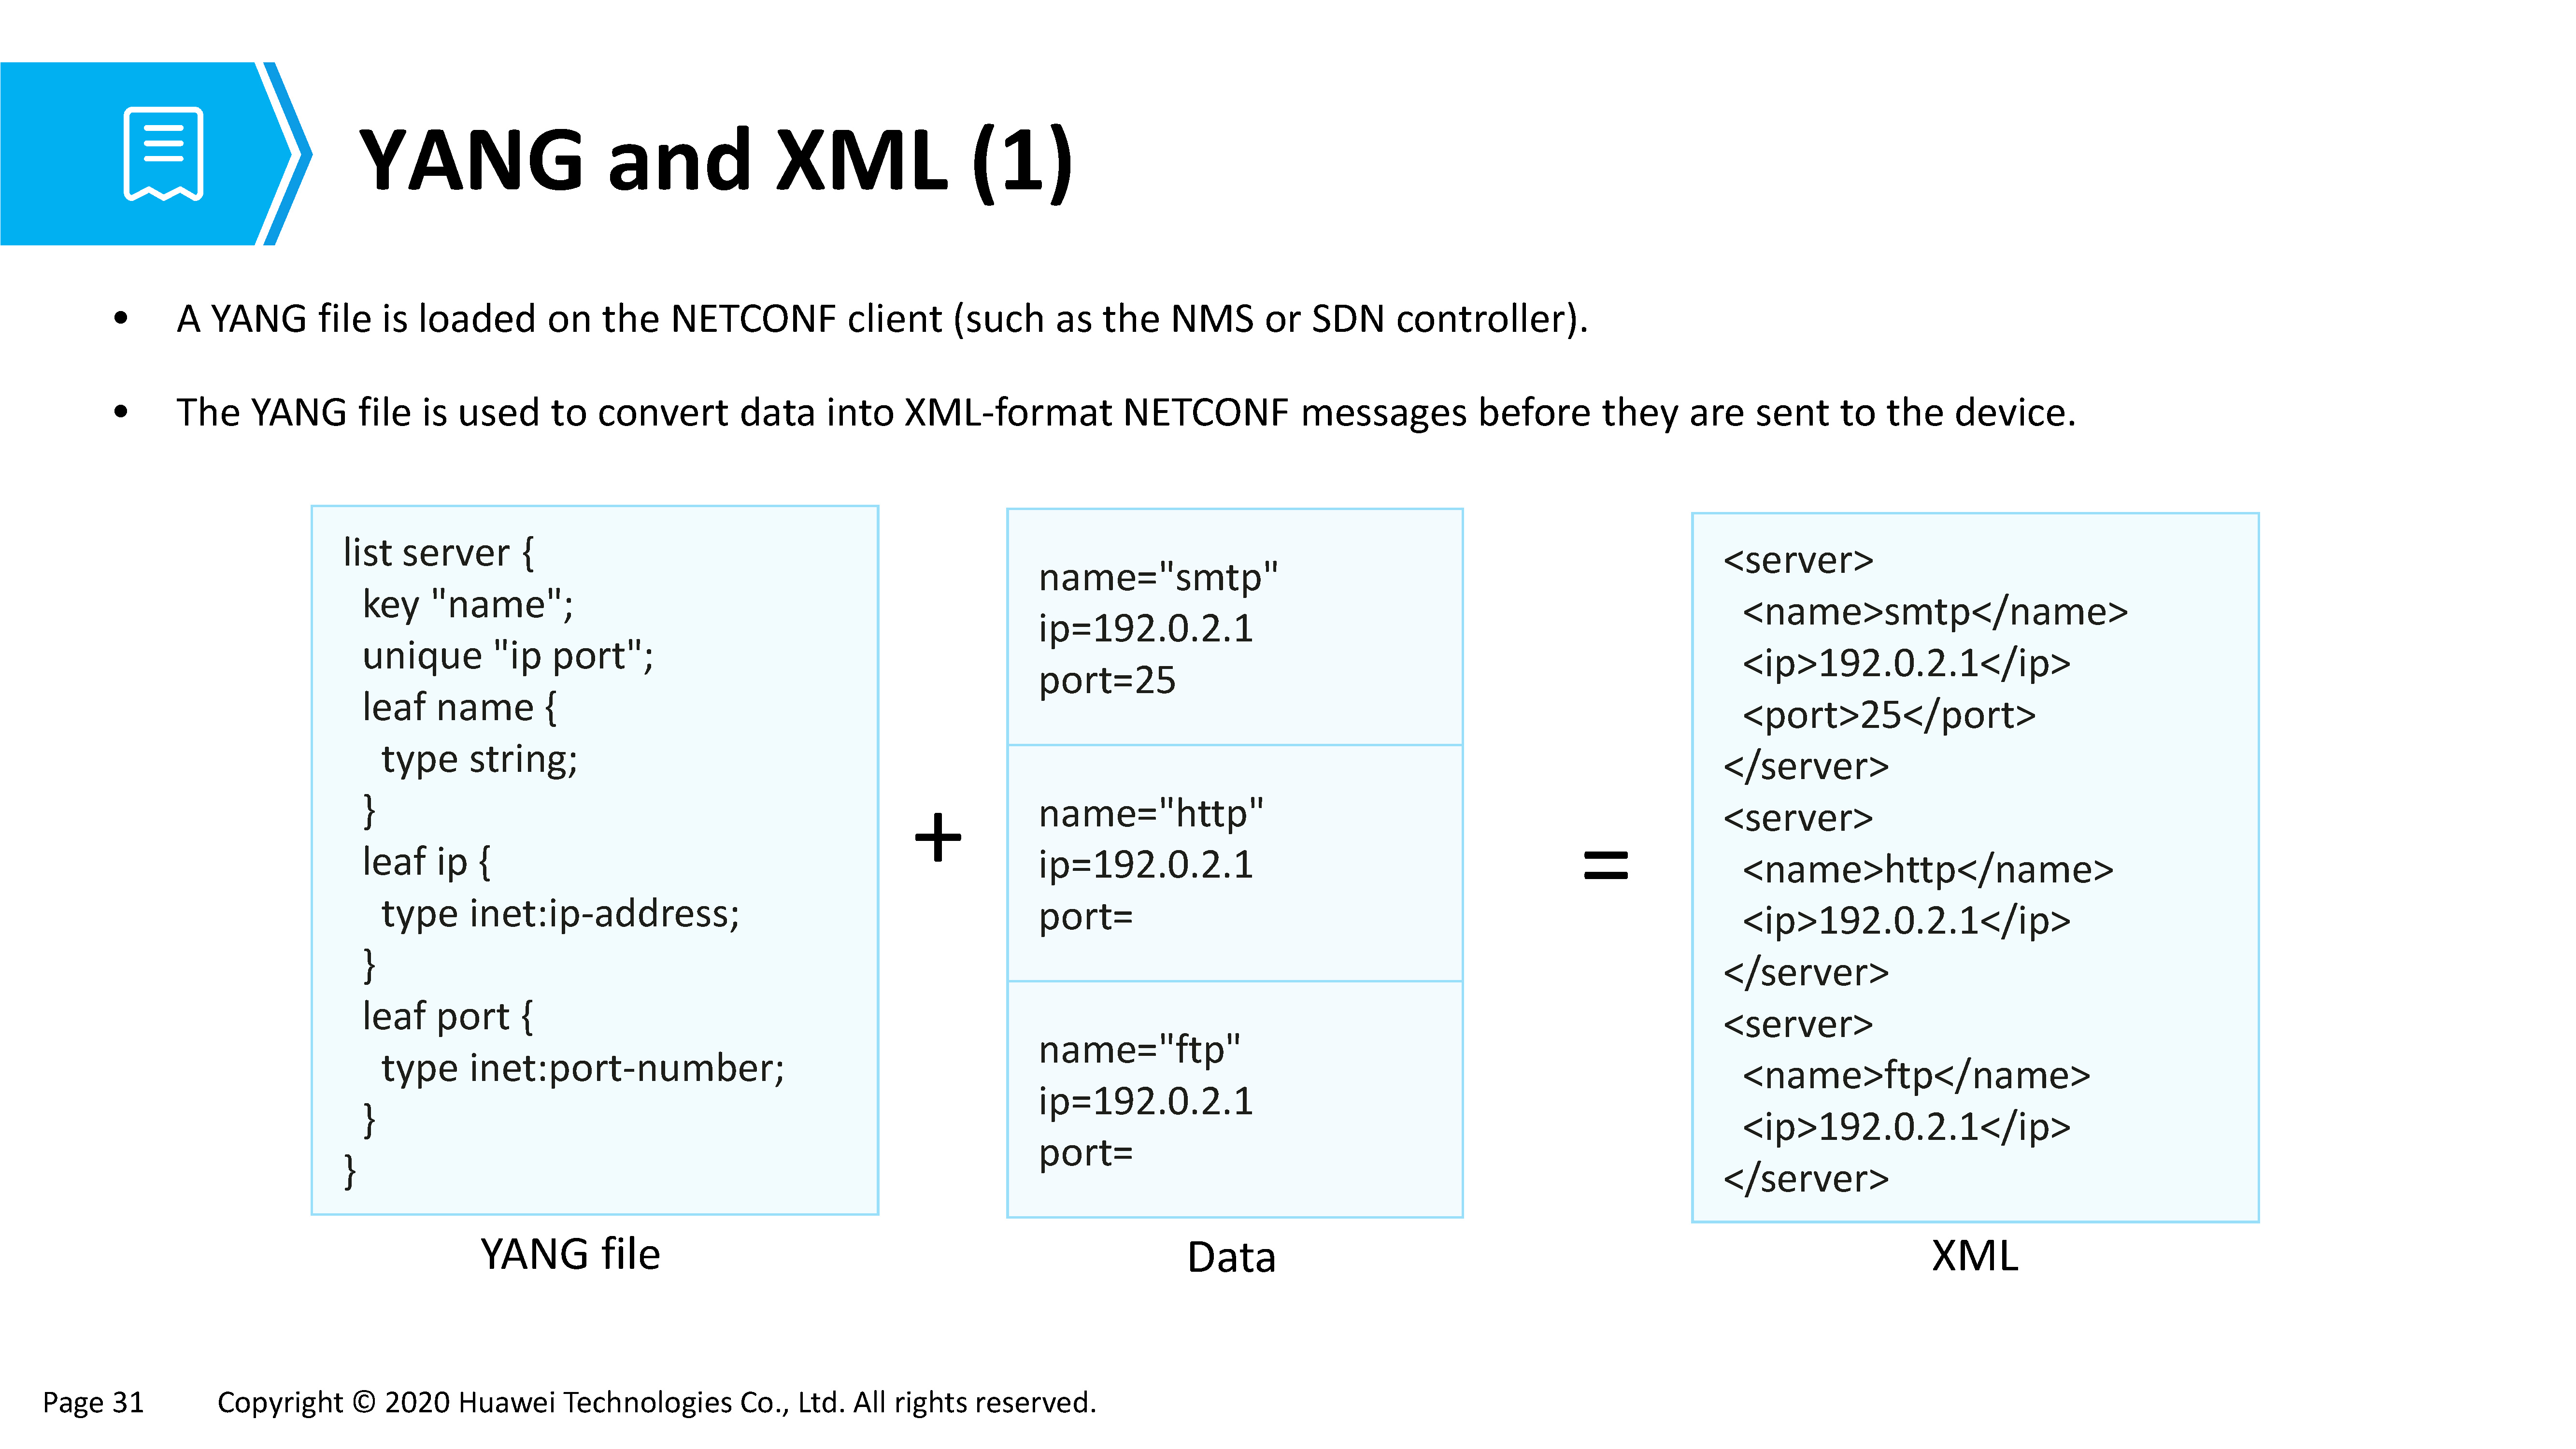 YANG and XML (1)
• A YANG file is loaded on the NETCONF client (such as the NMS or SDN controller).
• The YANG file is used to convert data into XML-format NETCONF messages before they are sent to the device.
list server {
key "name";
unique "ip port";
leaf name {
type string;
}
leaf ip {
type inet:ip-address;
}
leaf port {
type inet:port-number;
}
}
YANG file
+
name="smtp"
ip=192.0.2.1
port=25
name="http"
ip=192.0.2.1
port=
name="ftp"
ip=192.0.2.1
port=
Data
=
<server>
<name>smtp</name>
<ip>192.0.2.1</ip>
<port>25</port>
</server>
<server>
<name>http</name>
<ip>192.0.2.1</ip>
</server>
<server>
<name>ftp</name>
<ip>192.0.2.1</ip>
</server>
XML
Page 31 Copyright © 2020 Huawei Technologies Co., Ltd. All rights reserved.